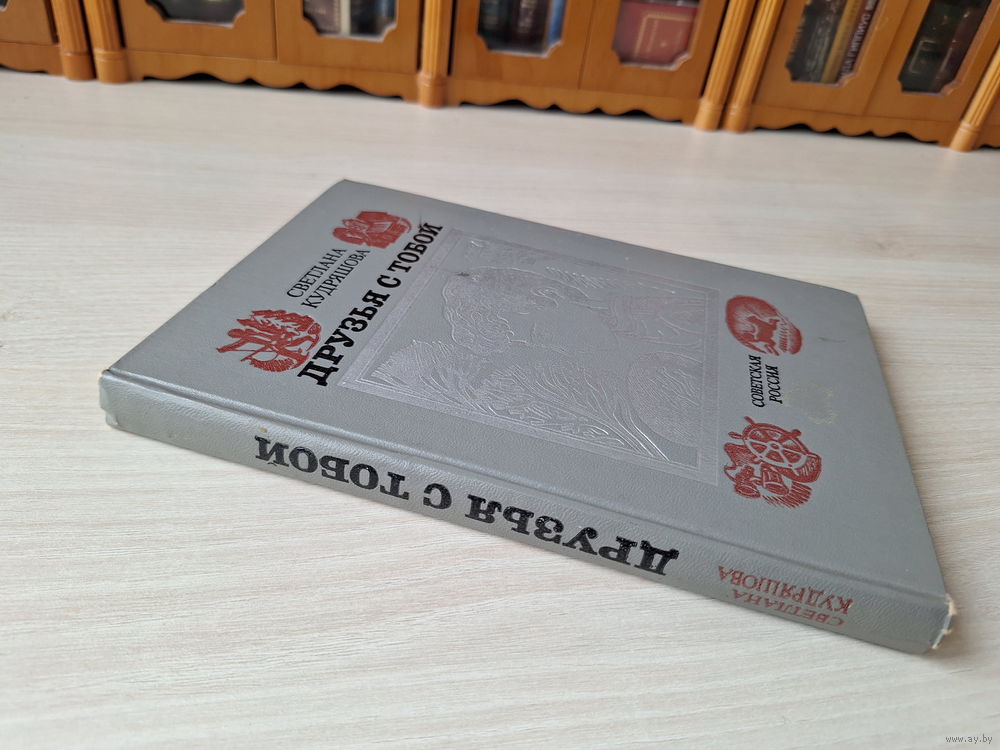 СВЕТЛАНА
КУДРЯШОВА
ДРУЗЬЯ С ТОБОЙ
СОВЕТСКАЯ
РОССИЯ
СВЕТЛАНА
КУДРЯШОВА
ДРУЗЬЯ С ТОБОЙ
www.ay.by